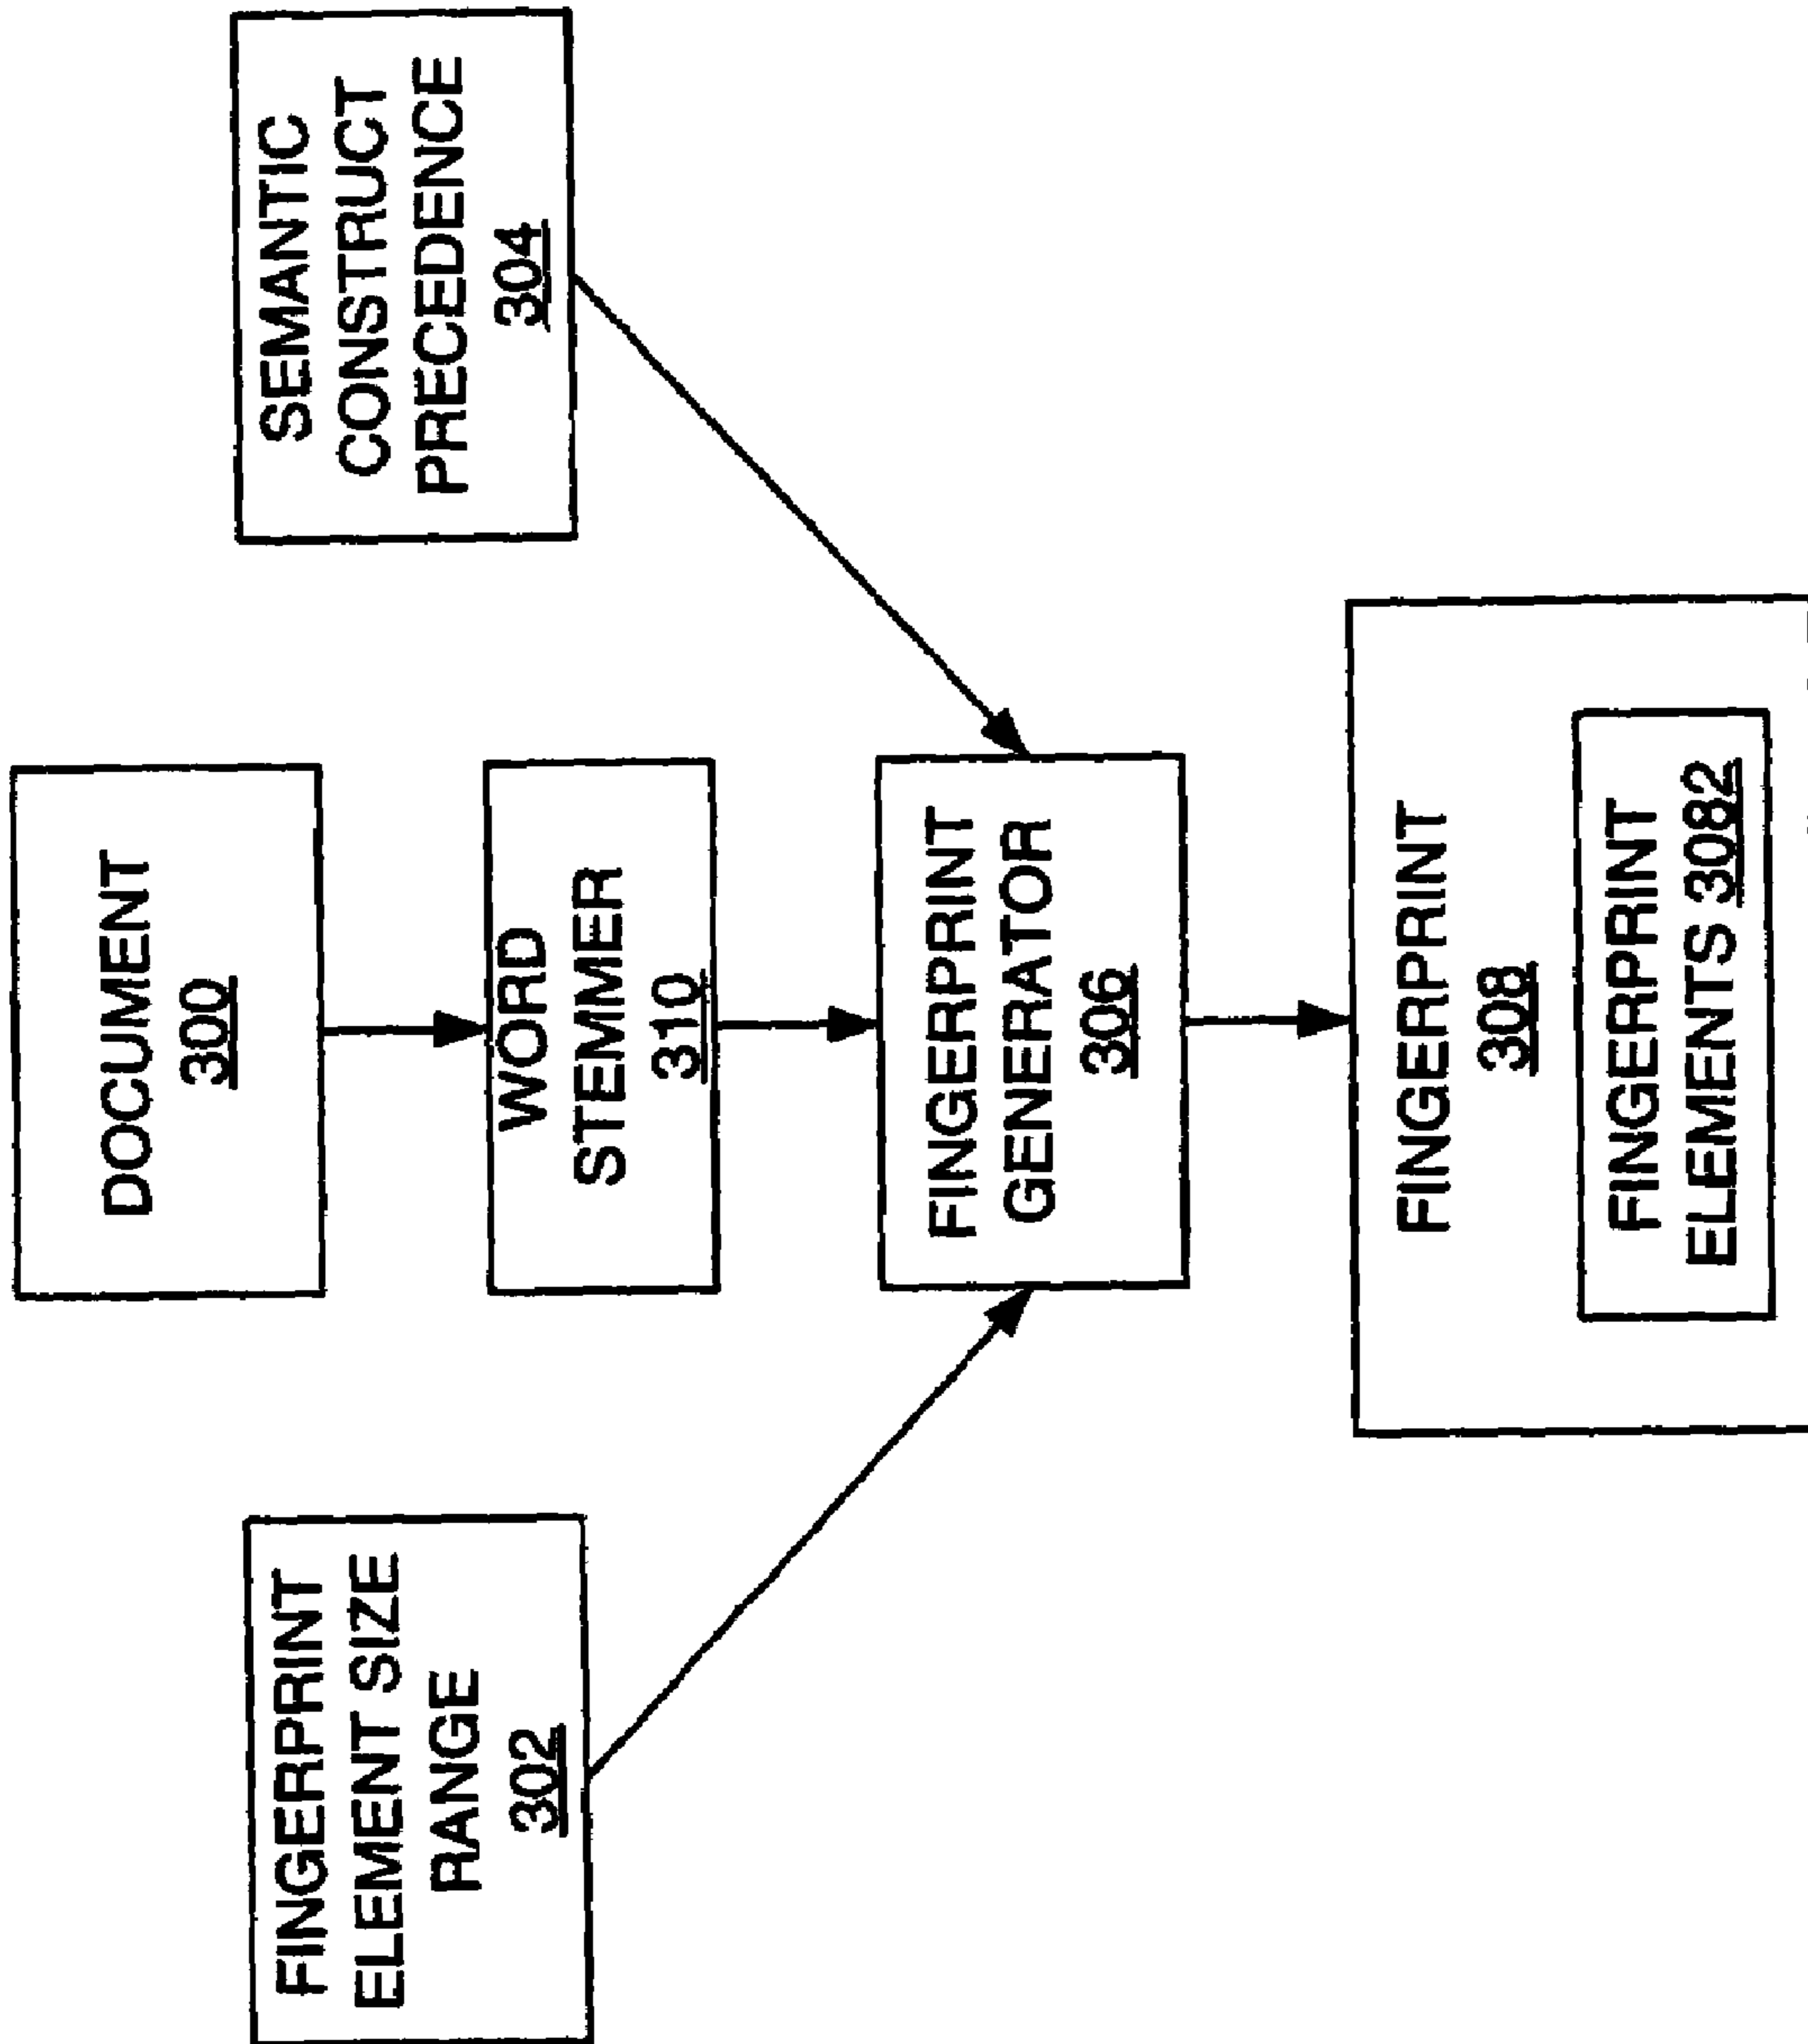 DOCUMENT
300
FINGERPRINT
ELEMENT SIZE
RANGE
302
SEMANTIC
CONSTRUCT
PRECEDENCE
304
WORD
STEMMER
310
FINGERPRINT
GENERATOR
306
FINGERPRINT
308
FINGERPRINT
ELEMENTS 3082